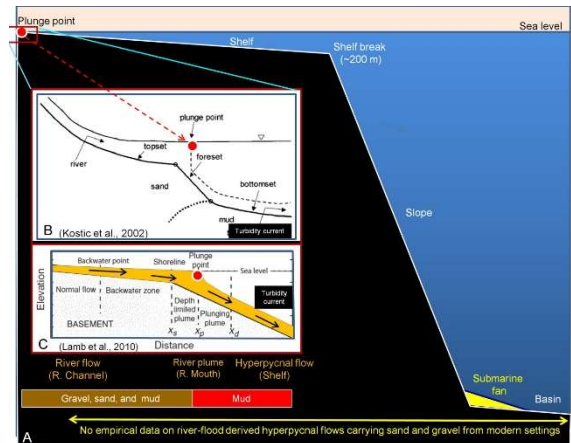 Plunge point
Sea level
Shelf
Shelf break
(~200 m)
plunge point
river
topset
foreset
sand
bottomset
mud
Turbidity current
B
(Kostic et al., 2002)
Slope
Backwater point
Shoreline
Plunge
point
Sea level
Elevation
Normal flow
Backwater zone
Depth
limited
plume
Plunging
plume
Turbidity
current
BASEMENT
xs
xp
xd
C
(Lamb et al., 2010)
Distance
River flow
(R. Channel)
River plume
(R. Mouth)
Hyperpycnal flow
(Shelf)
Gravel, sand, and mud
Mud
Submarine
fan
Basin
No empirical data on river-flood derived hyperpycnal flows carrying sand and gravel from modern settings
A